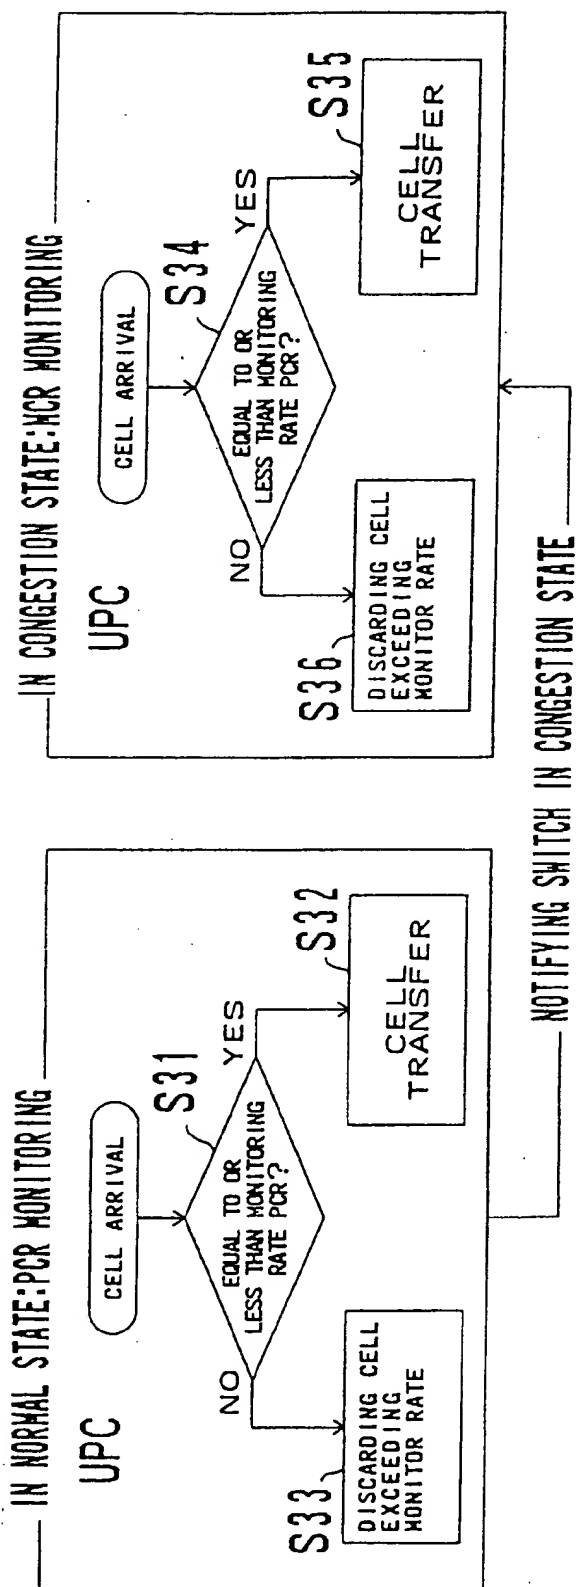 IN NORMAL STATE:PCR MONITORING
UPC
CELL ARRIVAL
S31
EQUAL TO OR
LESS THAN MONITORING
RATE PCR?
NO
YES
S33
DISCARDING CELL
EXCEEDING
MONITOR RATE
S32
CELL
TRANSFER
IN CONGESTION STATE:MCR MONITORING
UPC
CELL ARRIVAL
S34
EQUAL TO OR
LESS THAN MONITORING
RATE PCR?
NO
YES
S36
DISCARDING CELL
EXCEEDING
MONITOR RATE
S35
CELL
TRANSFER
NOTIFYING SWITCH IN CONGESTION STATE